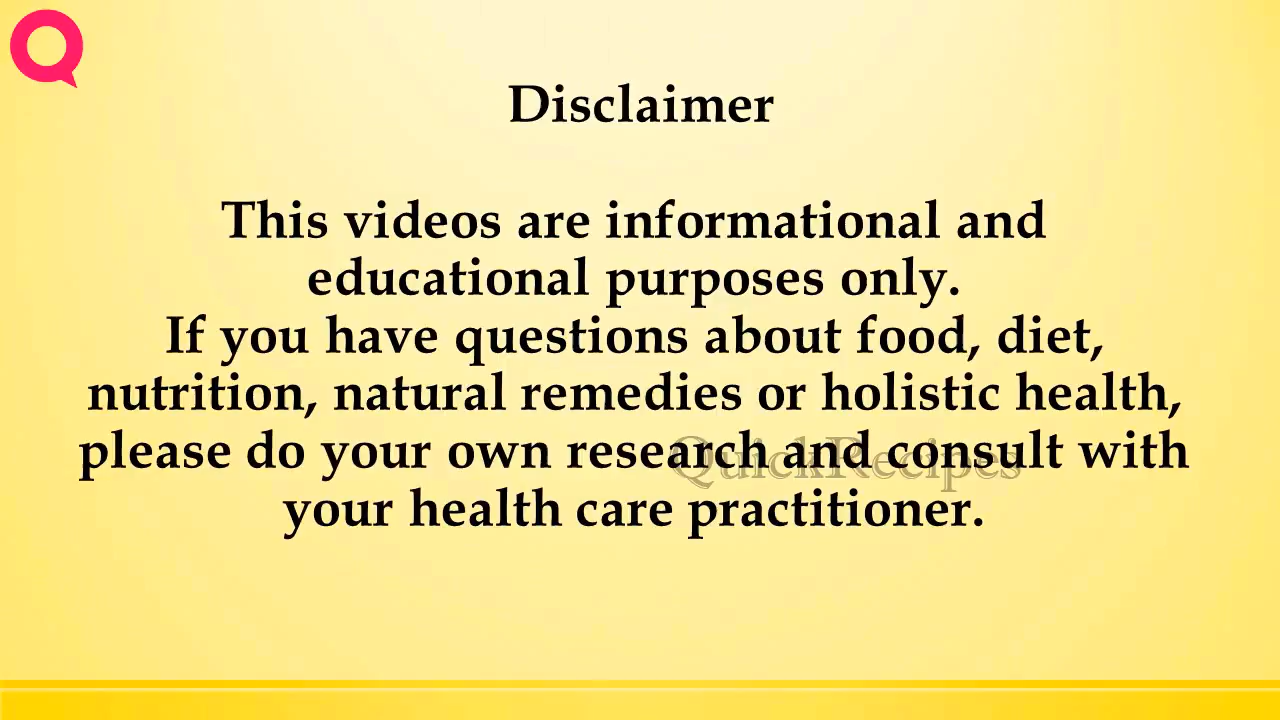 Disclaimer
This videos are informational and
educational purposes only.
If you have questions about food, diet,
nutrition, natural remedies or holistic health,
please do your own research and consult with
QuickRecipes
your health care practitioner.